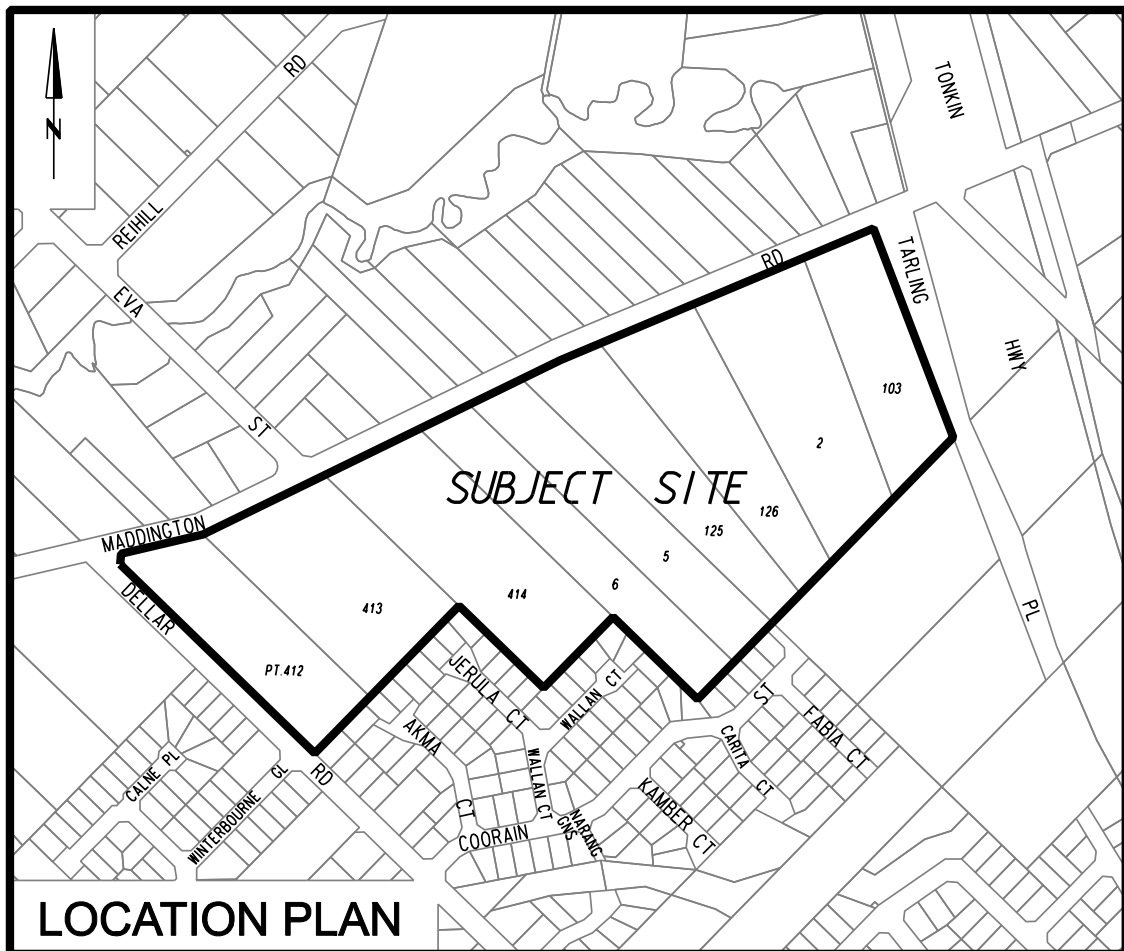 N
RD
REIHILL
EVA
ST
TONKIN
HWY
TARLING
PL
RD
MADDINGTON
DELLAR
RD
103
2
SUBJECT SITE
126
125
5
6
414
413
PT.412
JERULA CT
WALLAN CT
WALLAN CT
AKMA
CT
ST
FABIA CT
CARITA CT
KAMBER CT
NARANG
GNS
COORAIN
CALNE PL
WINTERBOURNE GL
LOCATION PLAN